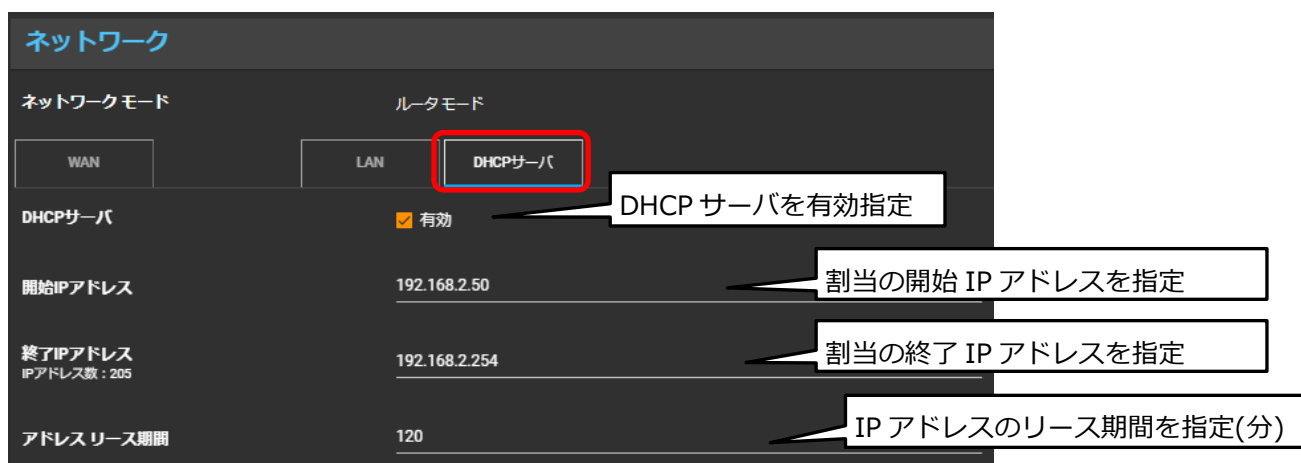 ネットワーク
ネットワークモード ルータモード
WAN LAN DHCPサーバ
DHCPサーバ 有効 DHCP サーバを有効指定
開始IPアドレス 192.168.2.50 割当の開始 IP アドレスを指定
終了IPアドレス 192.168.2.254 割当の終了 IP アドレスを指定
IPアドレス数 : 205
アドレス リース期間 120 IP アドレスのリース期間を指定(分)